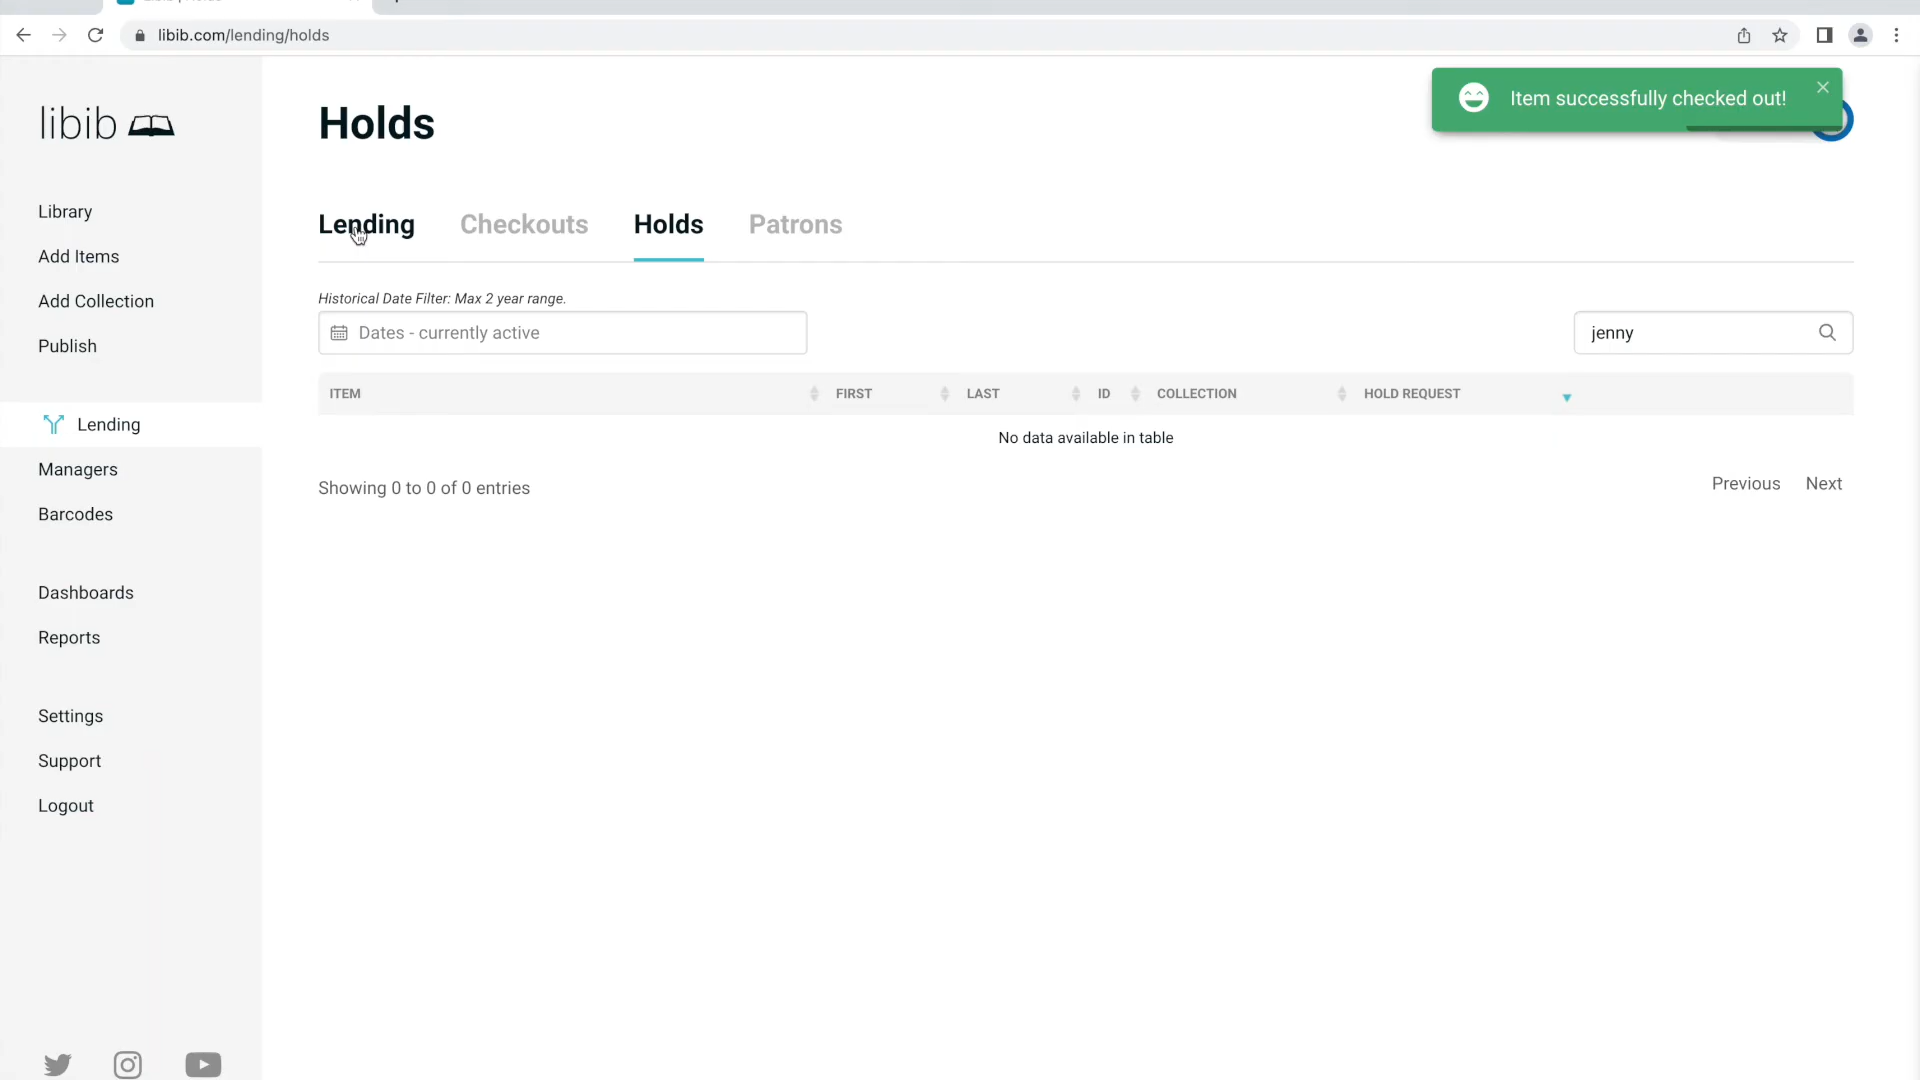 libib.com/lending/holds
libib
Item successfully checked out!
Holds
Library
Add Items
Add Collection
Publish
Lending
Managers
Barcodes
Dashboards
Reports
Settings
Support
Logout
Lending Checkouts Holds Patrons
Historical Date Filter: Max 2 year range.
Dates - currently active
jenny
ITEM FIRST LAST ID COLLECTION HOLD REQUEST
No data available in table
Showing 0 to 0 of 0 entries
Previous Next